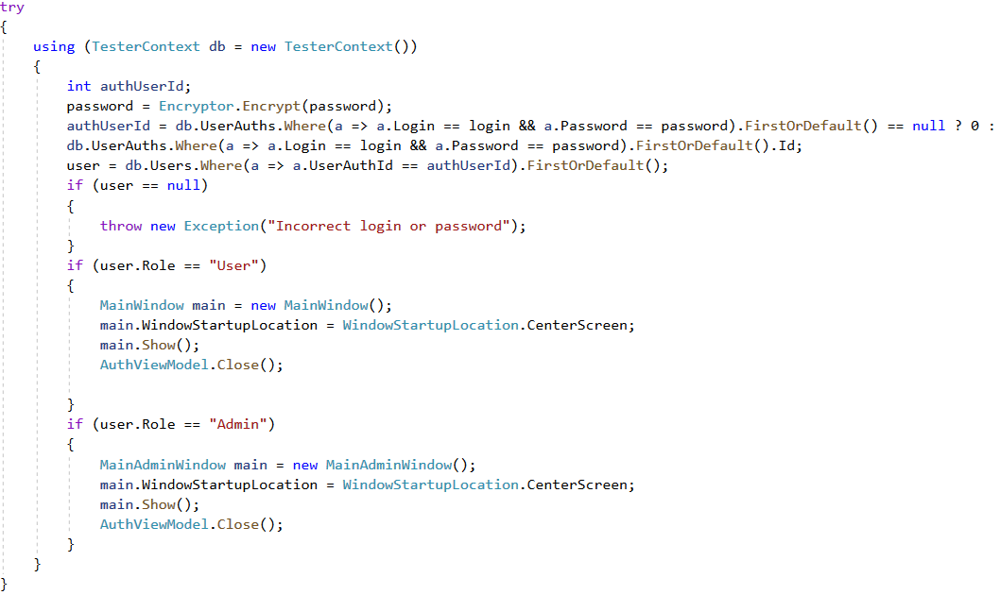 try
{
using (TesterContext db = new TesterContext())
{
int authUserId;
password = Encryptor.Encrypt(password);
authUserId = db.UserAuths.Where(a => a.Login == login && a.Password == password).FirstOrDefault() == null ? 0 :
db.UserAuths.Where(a => a.Login == login && a.Password == password).FirstOrDefault().Id;
user = db.Users.Where(a => a.UserAuthId == authUserId).FirstOrDefault();
if (user == null)
{
throw new Exception("Incorrect login or password");
}
if (user.Role == "User")
{
MainWindow main = new MainWindow();
main.WindowStartupLocation = WindowStartupLocation.CenterScreen;
main.Show();
AuthViewModel.Close();
}
if (user.Role == "Admin")
{
MainAdminWindow main = new MainAdminWindow();
main.WindowStartupLocation = WindowStartupLocation.CenterScreen;
main.Show();
AuthViewModel.Close();
}
}
}